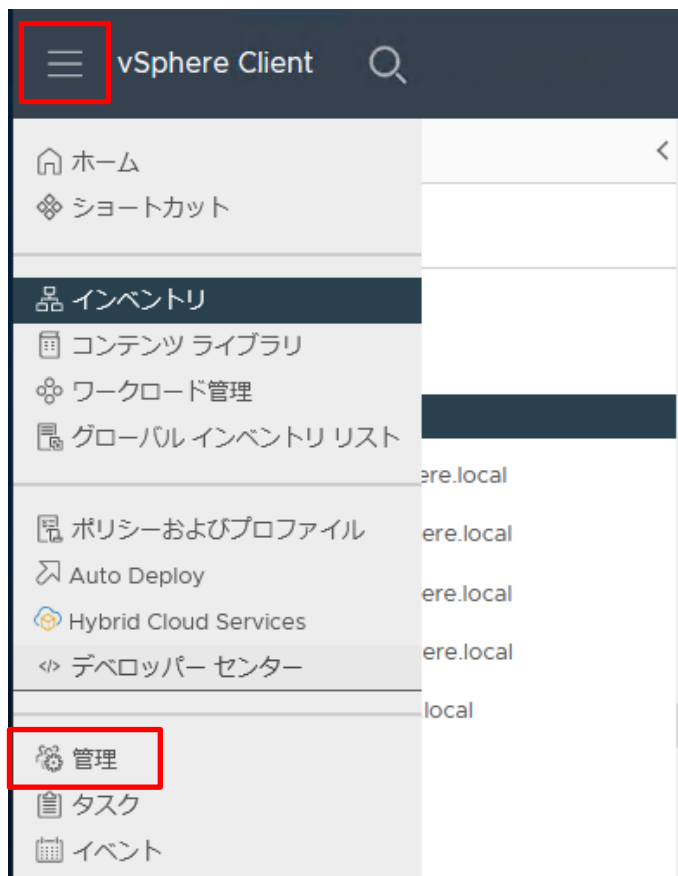 vSphere Client
ホーム
ショートカット
インベントリ
コンテンツ ライブラリ
ワークロード管理
グローバル インベントリ リスト
ere.local
ポリシーおよびプロファイル
ere.local
Auto Deploy
ere.local
Hybrid Cloud Services
ere.local
デベロッパー センター
local
管理
タスク
イベント